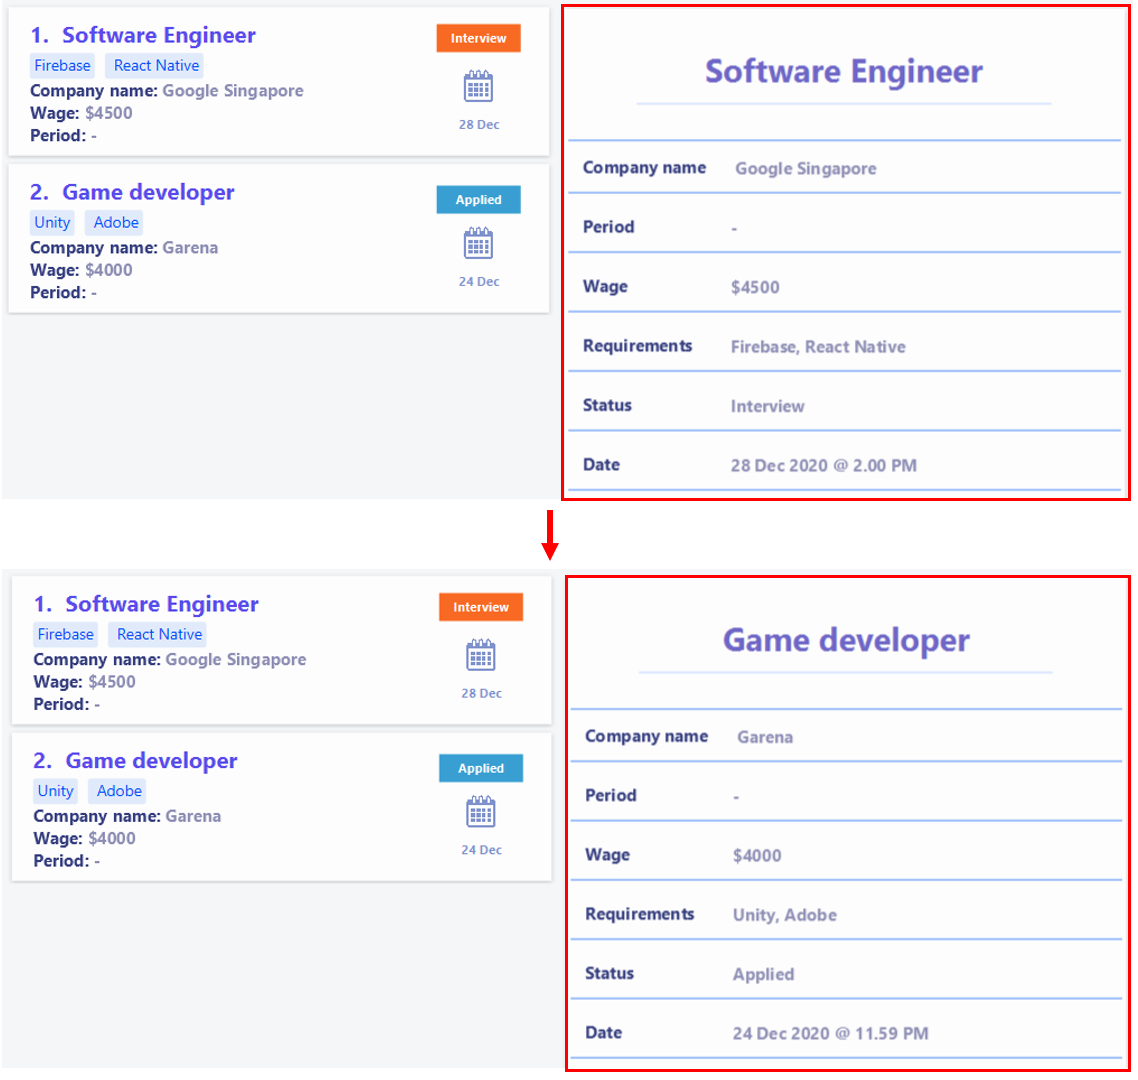 1. Software Engineer
Interview
Firebase React Native
Company name: Google Singapore
Wage: $4500
Period: -
28 Dec
2. Game developer
Applied
Unity Adobe
Company name: Garena
Wage: $4000
Period: -
24 Dec
Software Engineer
Company name Google Singapore
Period -
Wage $4500
Requirements Firebase, React Native
Status Interview
Date 28 Dec 2020 @ 2.00 PM
1. Software Engineer
Interview
Firebase React Native
Company name: Google Singapore
Wage: $4500
Period: -
28 Dec
2. Game developer
Applied
Unity Adobe
Company name: Garena
Wage: $4000
Period: -
24 Dec
Game developer
Company name Garena
Period -
Wage $4000
Requirements Unity, Adobe
Status Applied
Date 24 Dec 2020 @ 11.59 PM